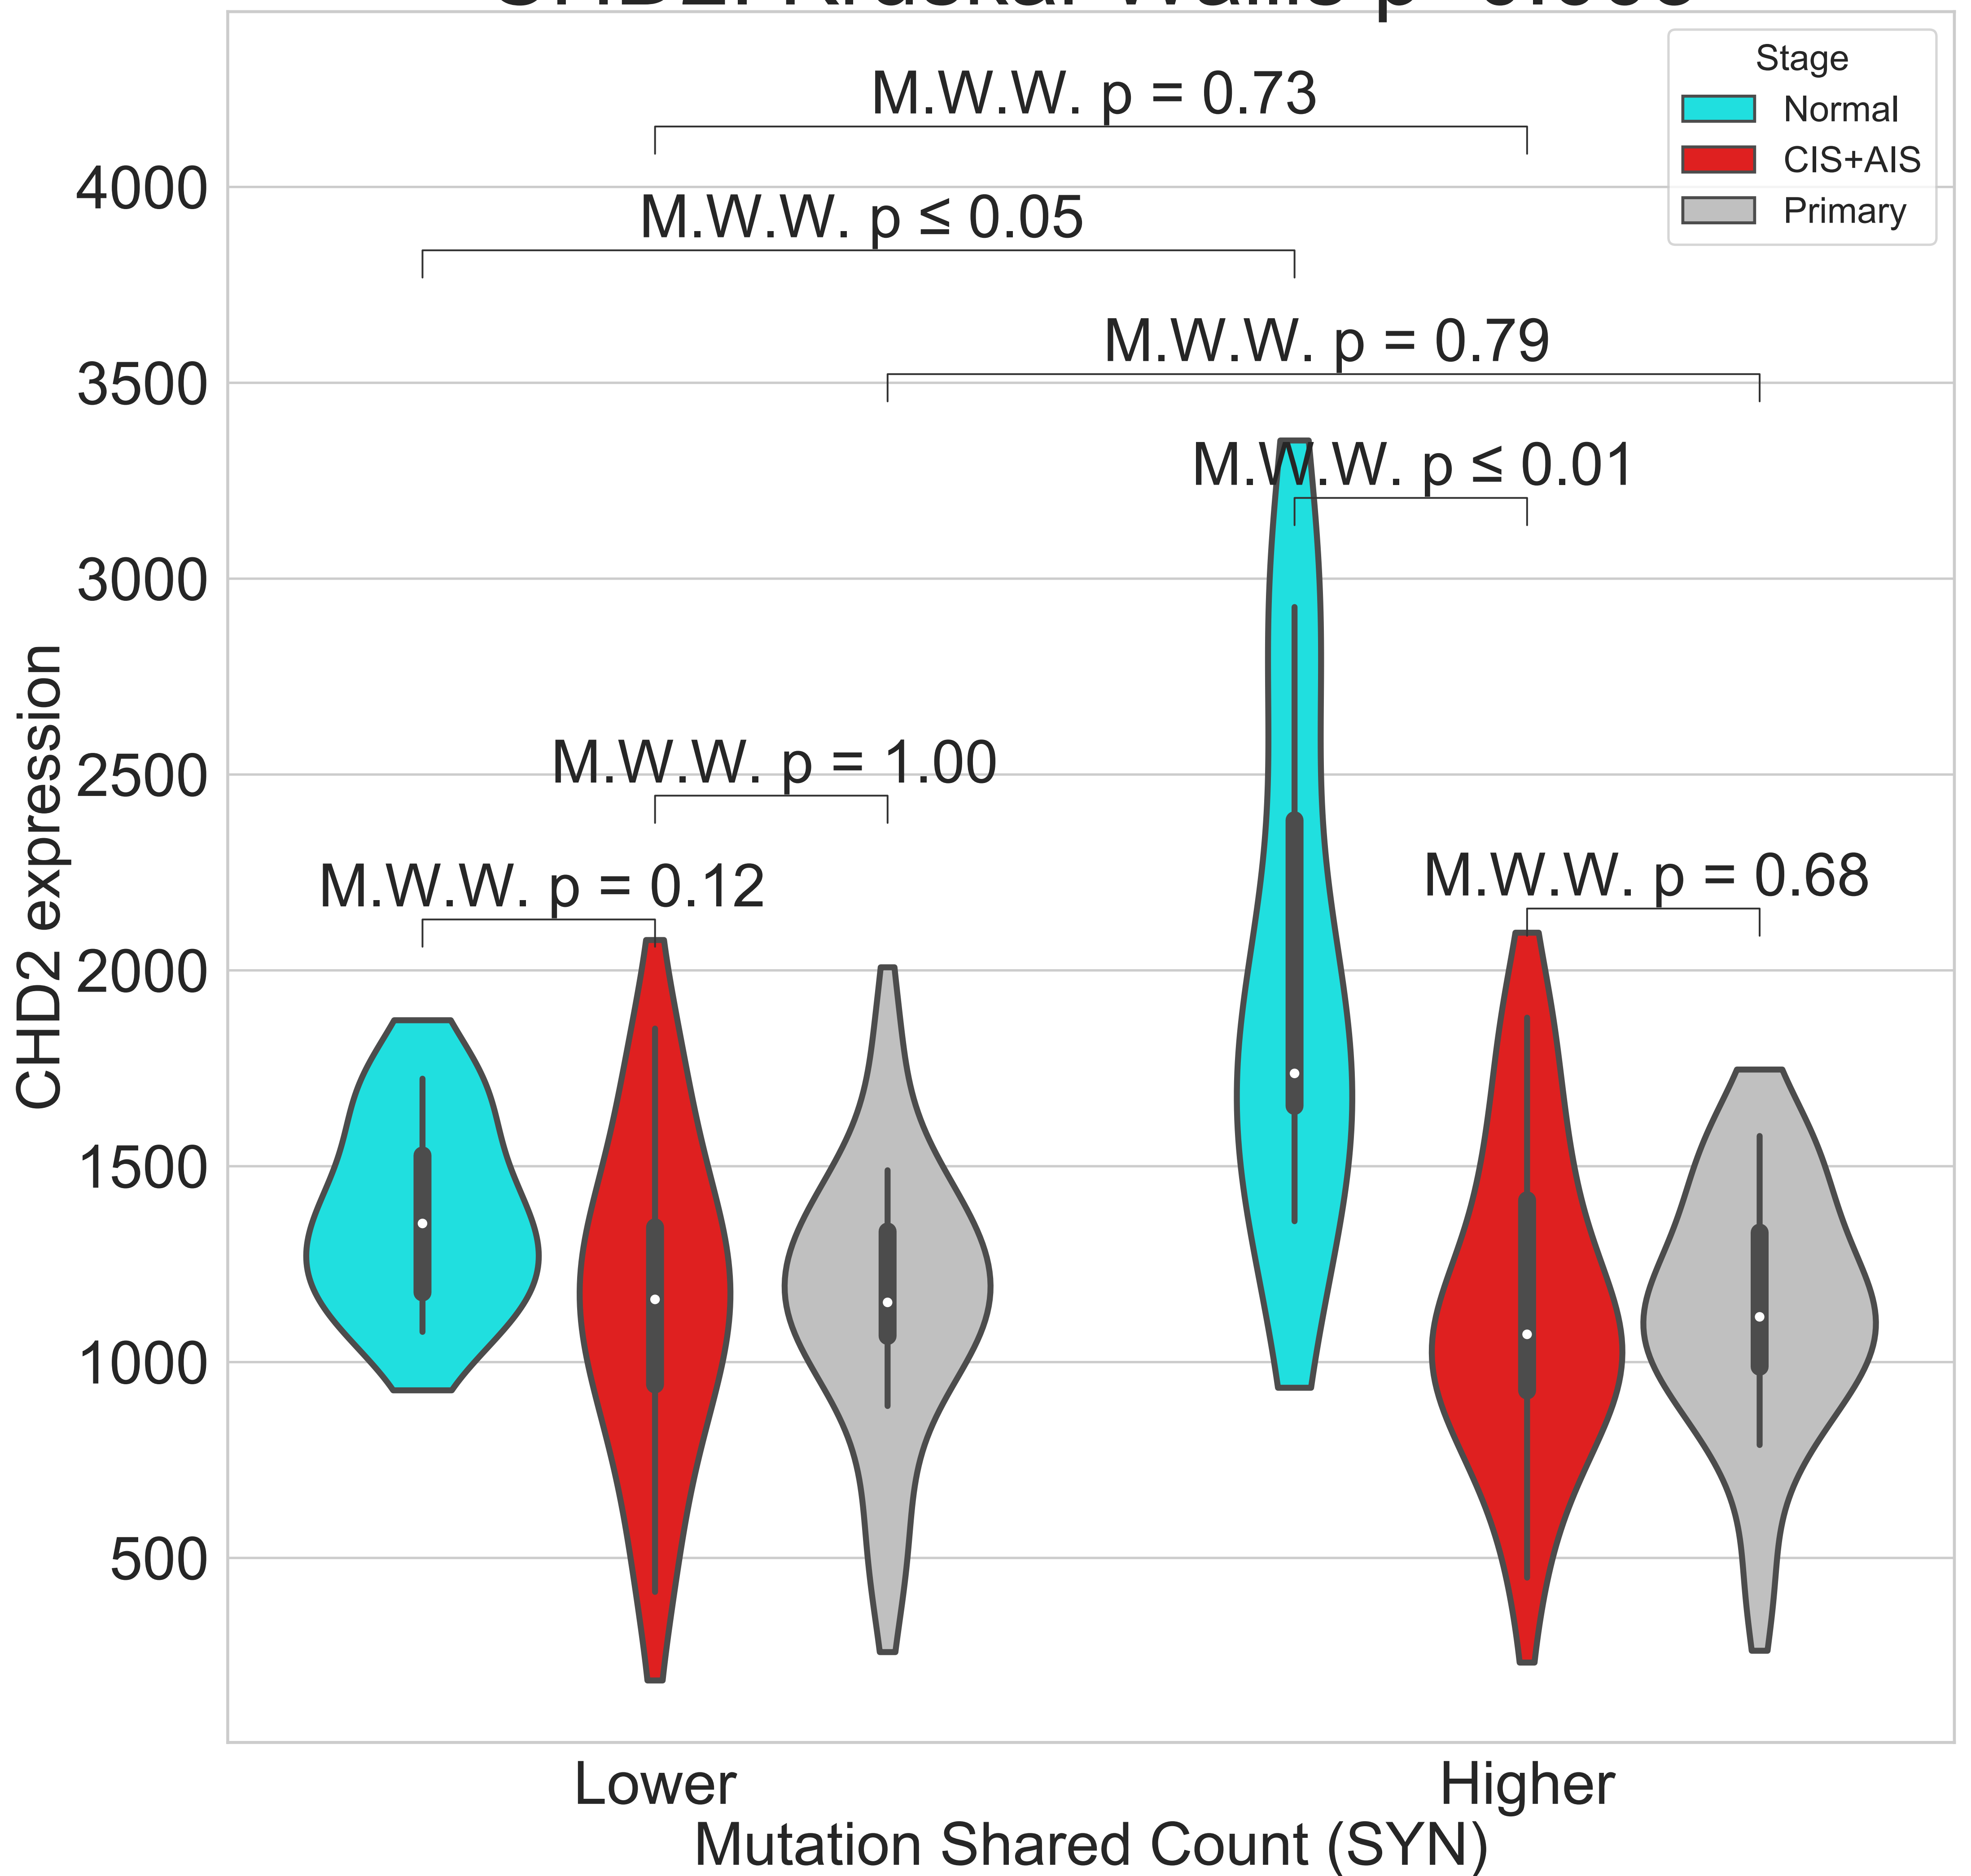 Stage
Normal
CIS+AIS
Primary
M.W.W. p = 0.73
M.W.W. p ≤ 0.05
M.W.W. p = 0.79
M.W.W. p ≤ 0.01
M.W.W. p = 1.00
M.W.W. p = 0.12
M.W.W. p = 0.68
4000
3500
3000
2500
2000
1500
1000
500
CHD2 expression
Lower
Higher
Mutation Shared Count (SYN)